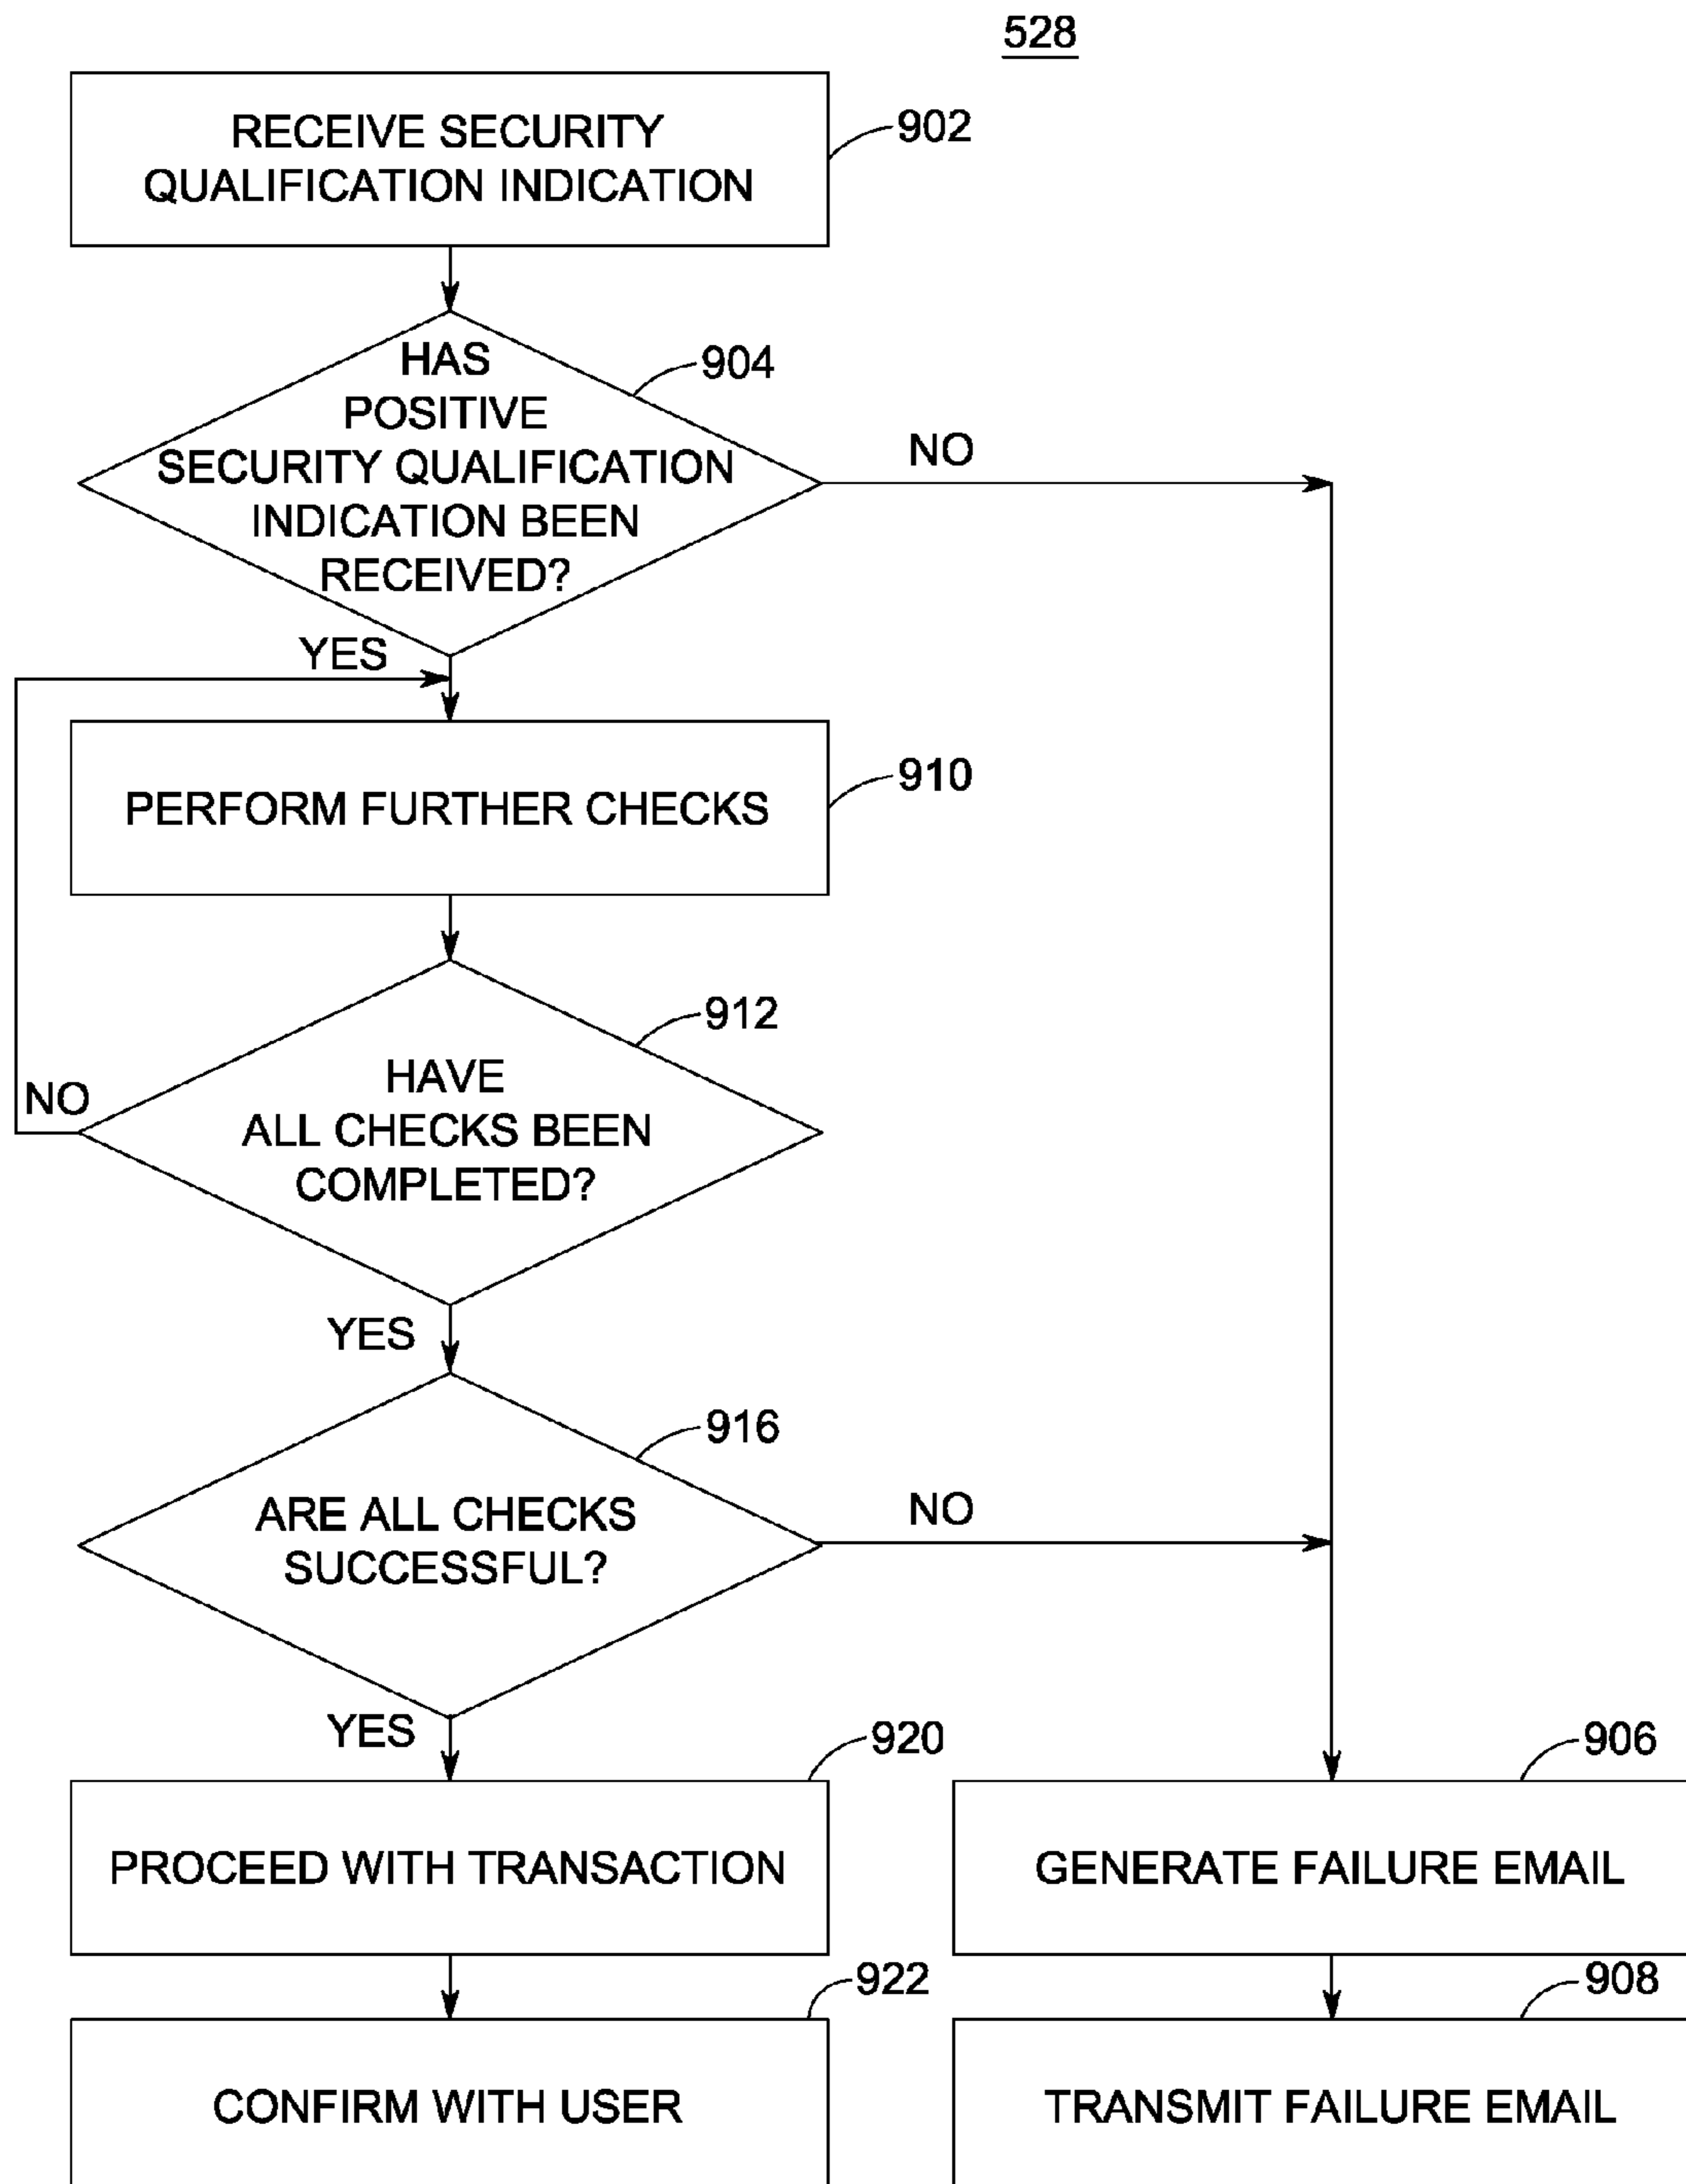 528
RECEIVE SECURITY
QUALIFICATION INDICATION
902
HAS
POSITIVE
SECURITY QUALIFICATION
INDICATION BEEN
RECEIVED?
904
NO
YES
PERFORM FURTHER CHECKS
910
HAVE
ALL CHECKS BEEN
COMPLETED?
912
NO
YES
ARE ALL CHECKS
SUCCESSFUL?
916
NO
YES
PROCEED WITH TRANSACTION
920
GENERATE FAILURE EMAIL
906
CONFIRM WITH USER
922
TRANSMIT FAILURE EMAIL
908